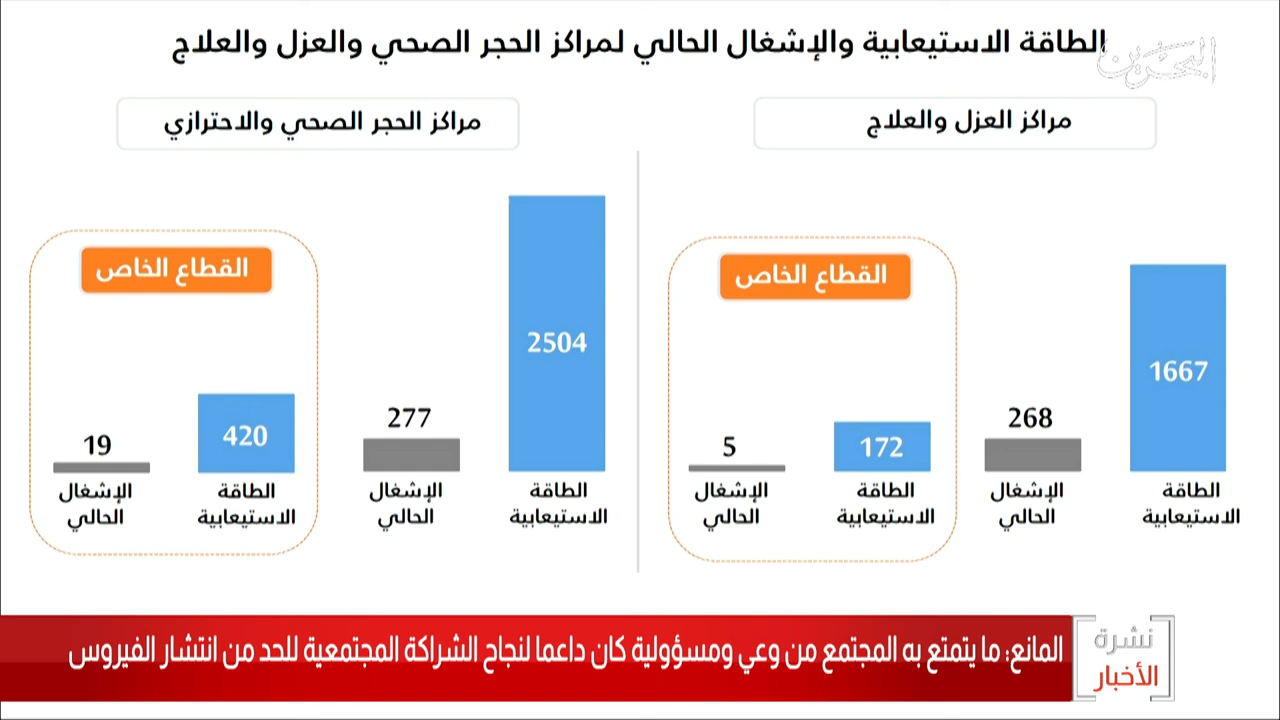 الطاقة الاستيعابية والإشغال الحالي لمراكز الحجر الصحي والعزل والعلاج
البحرين
مراكز العزل والعلاج
1667
الطاقة
الاستيعابية
268
الإشغال
الحالي
القطاع الخاص
172
الطاقة
الاستيعابية
5
الإشغال
الحالي
مراكز الحجر الصحي والاحترازي
2504
الطاقة
الاستيعابية
277
الإشغال
الحالي
القطاع الخاص
420
الطاقة
الاستيعابية
19
الإشغال
الحالي
نشرة
الأخبار
المانع: ما يتمتع به المجتمع من وعي ومسؤولية كان داعما لنجاح الشراكة المجتمعية للحد من انتشار الفيروس